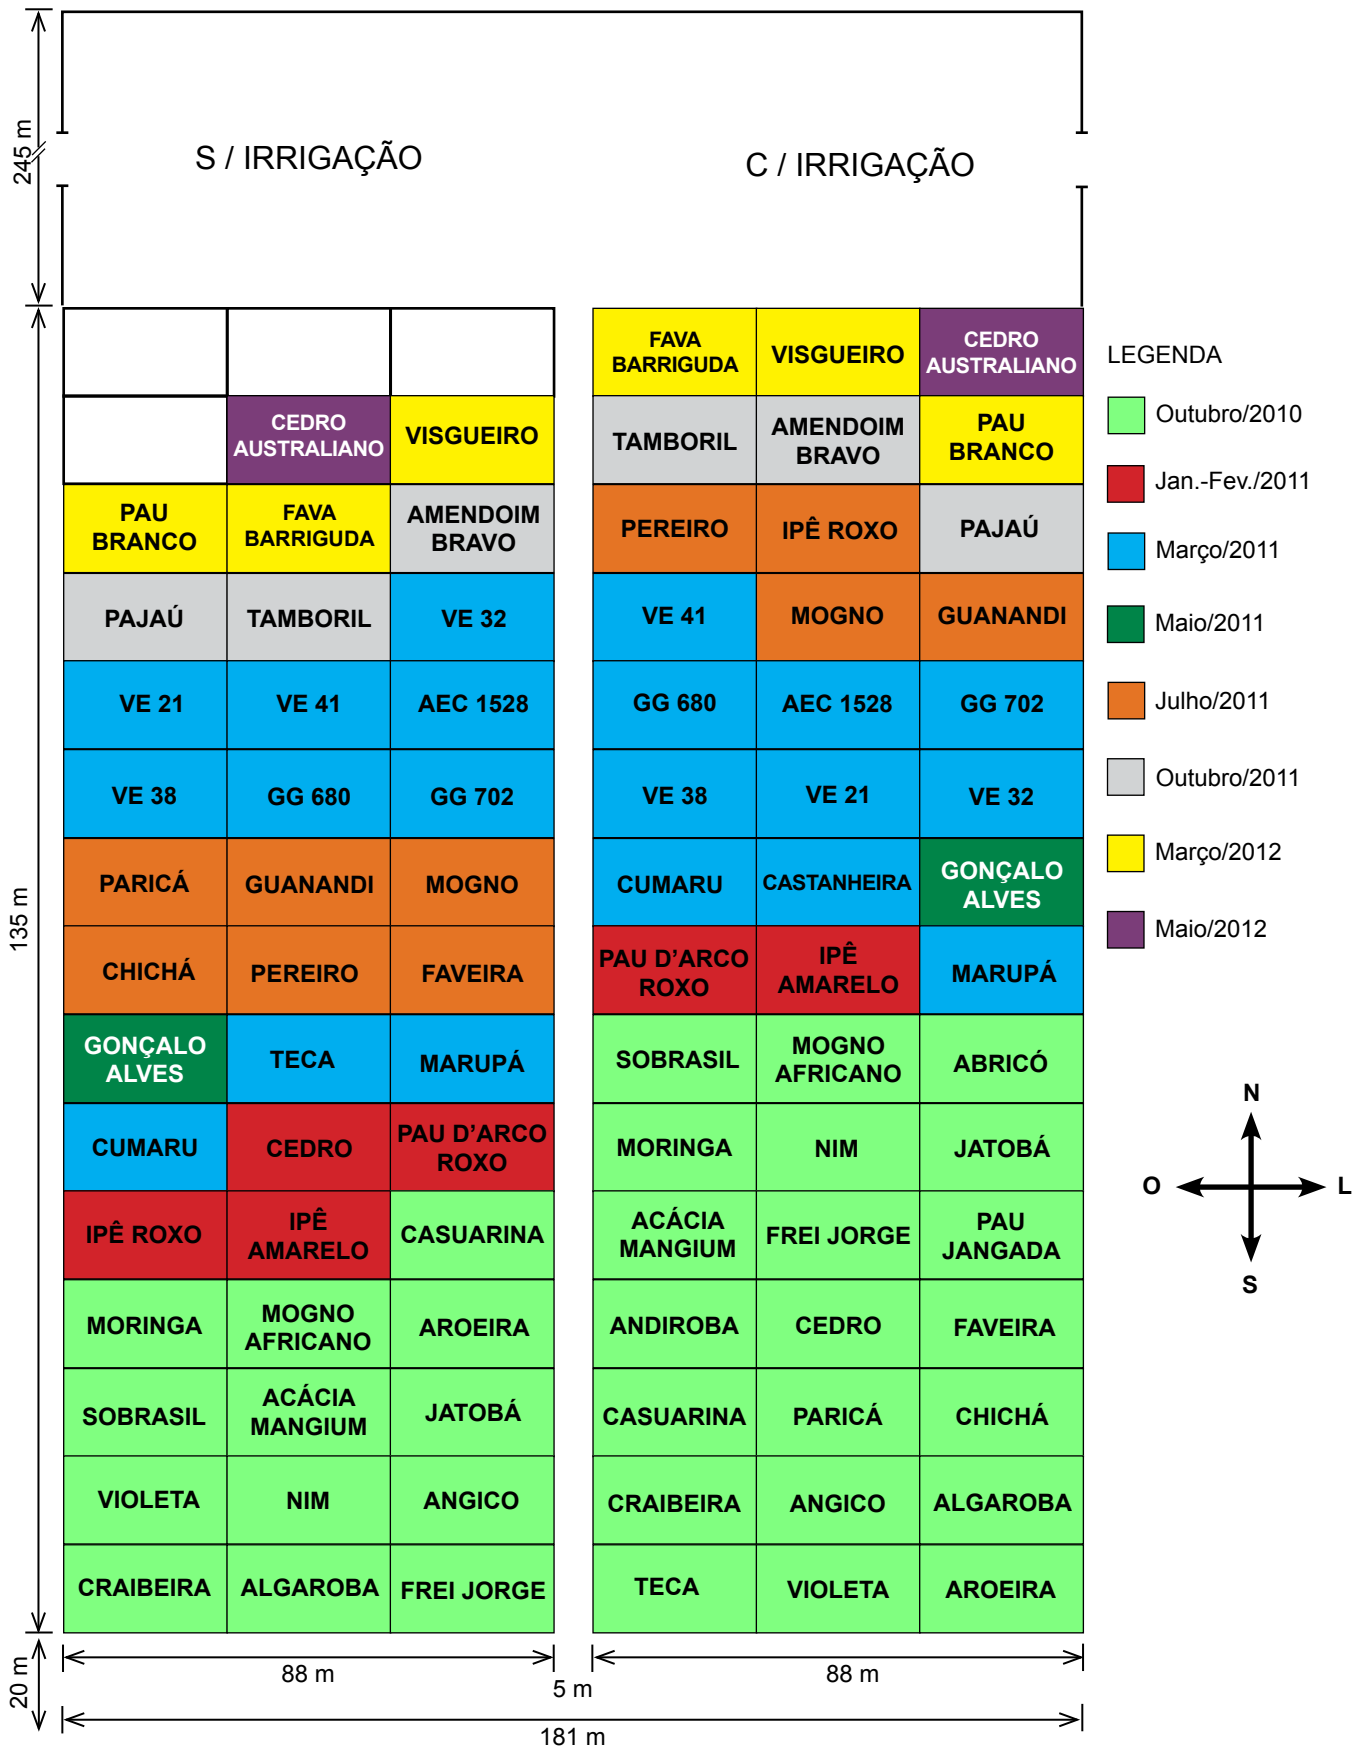 245 m
S / IRRIGAÇÃO
C / IRRIGAÇÃO
135 m
CEDRO
AUSTRALIANO
VISGUEIRO
PAU
BRANCO
FAVA
BARRIGUDA
AMENDOIM
BRAVO
PAJAÚ
TAMBORIL
VE 32
VE 21
VE 41
AEC 1528
VE 38
GG 680
GG 702
PARICÁ
GUANANDI
MOGNO
CHICHÁ
PEREIRO
FAVEIRA
GONÇALO
ALVES
TECA
MARUPÁ
CUMARU
CEDRO
PAU D’ARCO
ROXO
IPÊ ROXO
IPÊ
AMARELO
CASUARINA
MORINGA
MOGNO
AFRICANO
AROEIRA
SOBRASIL
ACÁCIA
MANGIUM
JATOBÁ
VIOLETA
NIM
ANGICO
CRAIBEIRA
ALGAROBA
FREI JORGE
FAVA
BARRIGUDA
VISGUEIRO
CEDRO
AUSTRALIANO
TAMBORIL
AMENDOIM
BRAVO
PAU
BRANCO
PEREIRO
IPÊ ROXO
PAJAÚ
VE 41
MOGNO
GUANANDI
GG 680
AEC 1528
GG 702
VE 38
VE 21
VE 32
CUMARU
CASTANHEIRA
GONÇALO
ALVES
PAU D’ARCO
ROXO
IPÊ
AMARELO
MARUPÁ
SOBRASIL
MOGNO
AFRICANO
ABRICÓ
MORINGA
NIM
JATOBÁ
ACÁCIA
MANGIUM
FREI JORGE
PAU
JANGADA
ANDIROBA
CEDRO
FAVEIRA
CASUARINA
PARICÁ
CHICHÁ
CRAIBEIRA
ANGICO
ALGAROBA
TECA
VIOLETA
AROEIRA
LEGENDA
Outubro/2010
Jan.-Fev./2011
Março/2011
Maio/2011
Julho/2011
Outubro/2011
Março/2012
Maio/2012
N
O
L
S
20 m
88 m
5 m
88 m
181 m